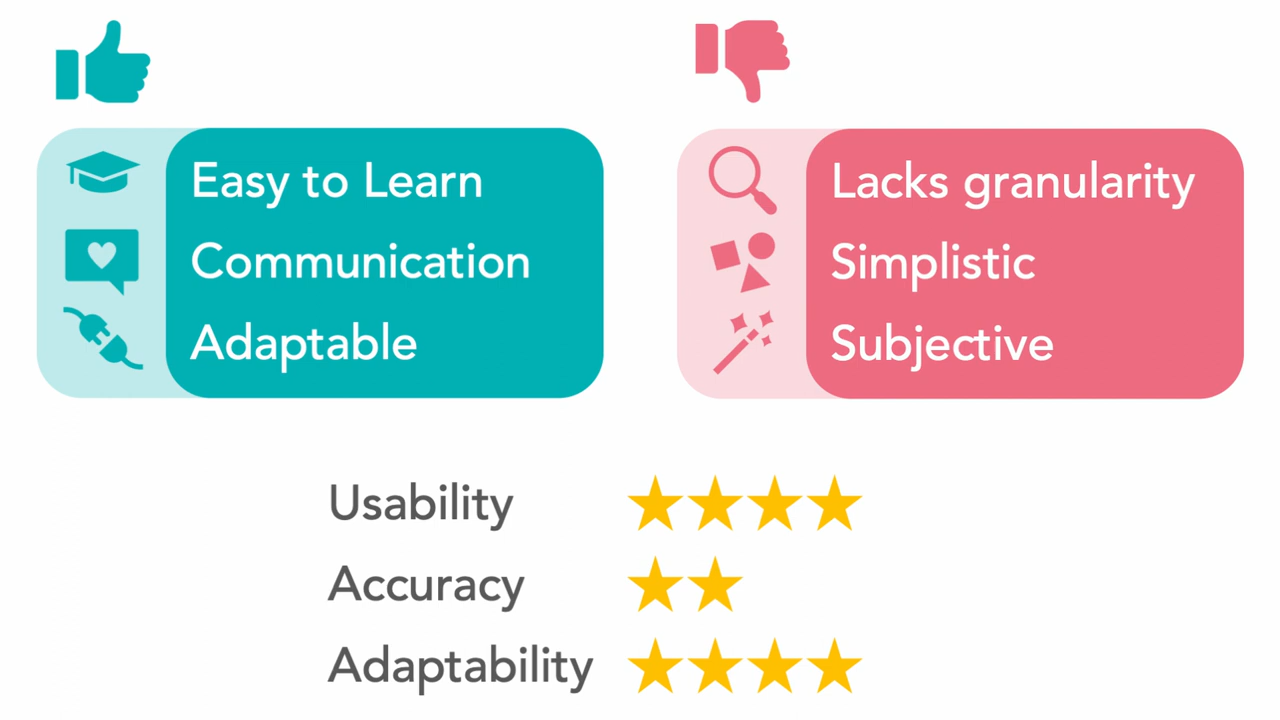 Easy to Learn
Communication
Adaptable
Lacks granularity
Simplistic
Subjective
Usability
Accuracy
Adaptability